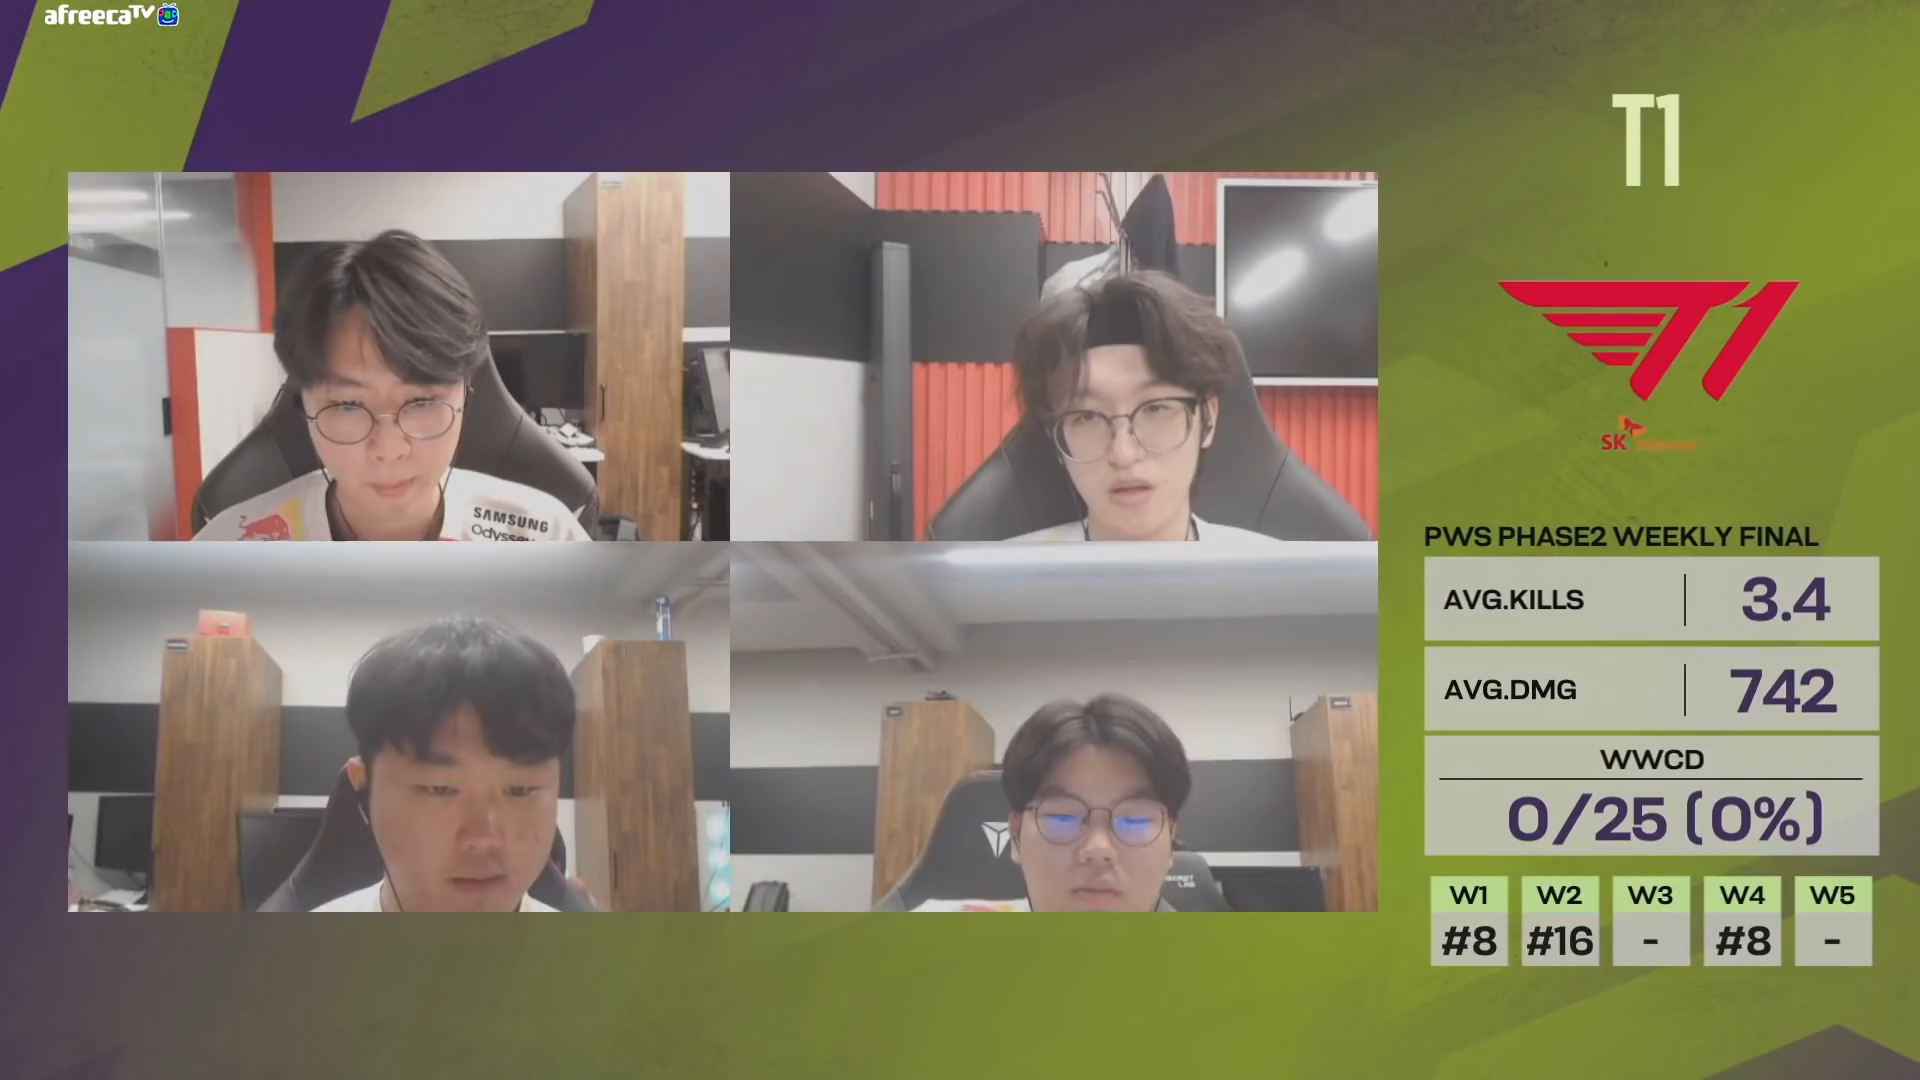 afreecaTV
T1
T1
SK
SAMSUNG
Odyssey
PWS PHASE2 WEEKLY FINAL
AVG.KILLS 3.4
AVG.DMG 742
WWCD
0/25 (0%)
W1 W2 W3 W4 W5
#8 #16 - #8 -